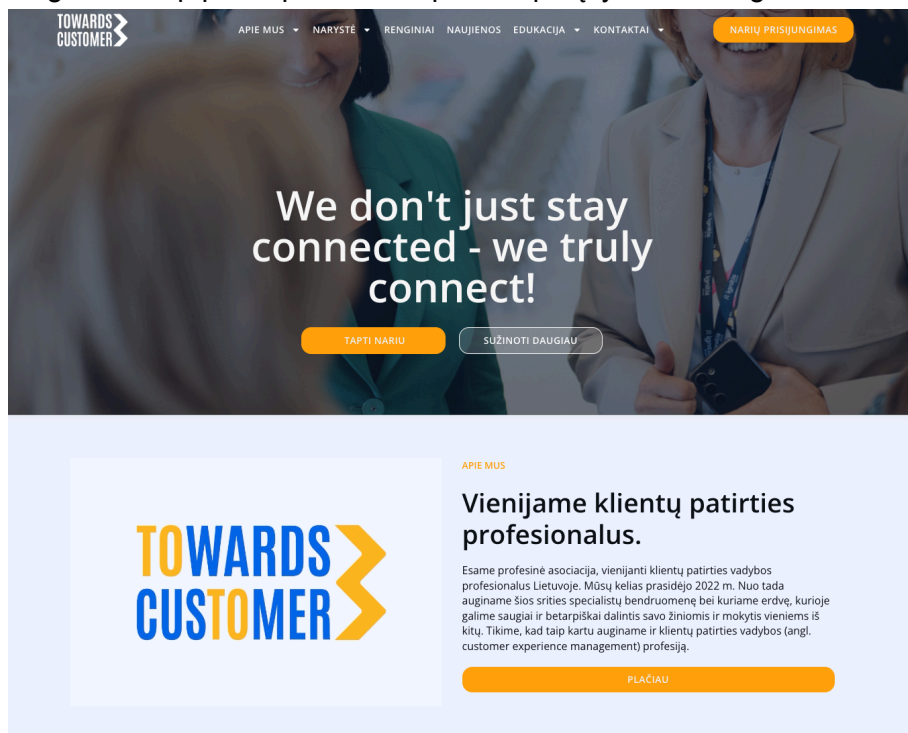 TOWARDS
CUSTOMER
APIE MUS
NARYSTĖ
RENGINIAI
NAUJIENOS
EDUKACIJA
KONTAKTAI
NARIŲ PRISIJUNGIMAS
We don't just stay
connected - we truly
connect!
TAPTI NARIU
SUŽINOTI DAUGIAU
TOWARDS
CUSTOMER
APIE MUS
Vienijame klientų patirties
profesionalus.
Esame profesinė asociacija, vienijanti klientų patirties vadybos
profesionalus Lietuvoje. Mūsų kelias prasidėjo 2022 m. Nuo tada
auginame šios srities specialistų bendruomenę bei kuriame erdvę, kurioje
galime saugiai ir betarpiškai dalintis savo žiniomis ir mokytis vieniems iš
kitų. Tikime, kad taip kartu auginame ir klientų patirties vadybos (angl.
customer experience management) profesiją.
PLAČIAU